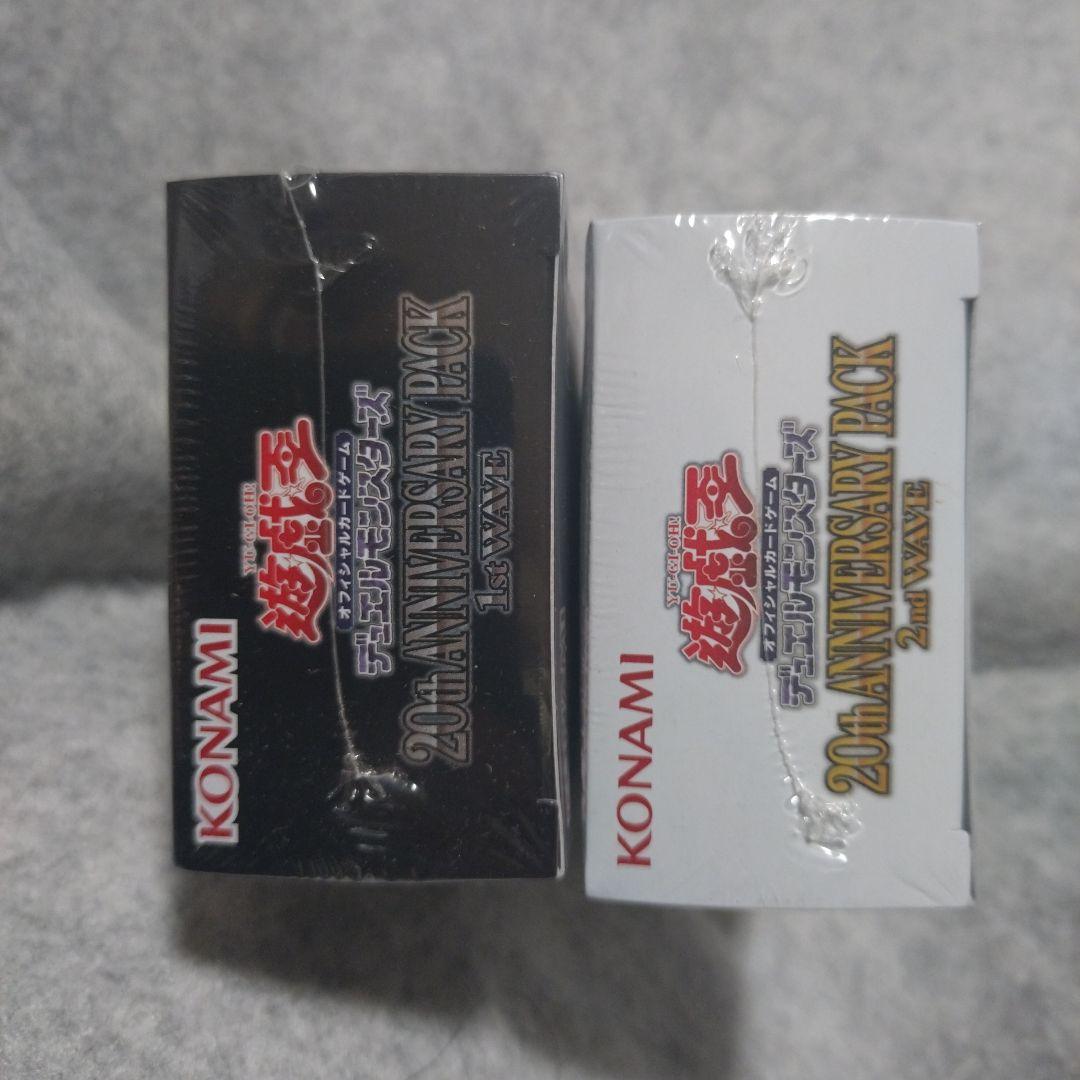 KONAMI
YU-GI-OH!
遊戯王
オフィシャルカードゲーム
デュエルモンスターズ
20th ANNIVERSARY PACK
1st WAVE
KONAMI
YU-GI-OH!
遊戯王
オフィシャルカードゲーム
デュエルモンスターズ
20th ANNIVERSARY PACK
2nd WAVE